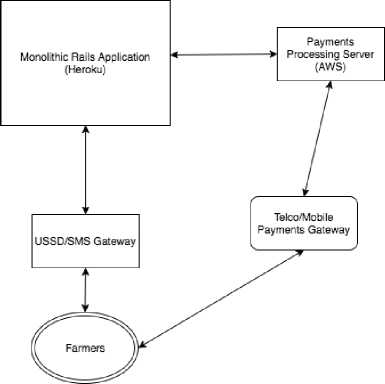 Monolithic Rails Application
(Heroku)
Payments
Processing Server
(AWS)
USSD/SMS Gateway
Telco/Mobile
Payments Gateway
Farmers